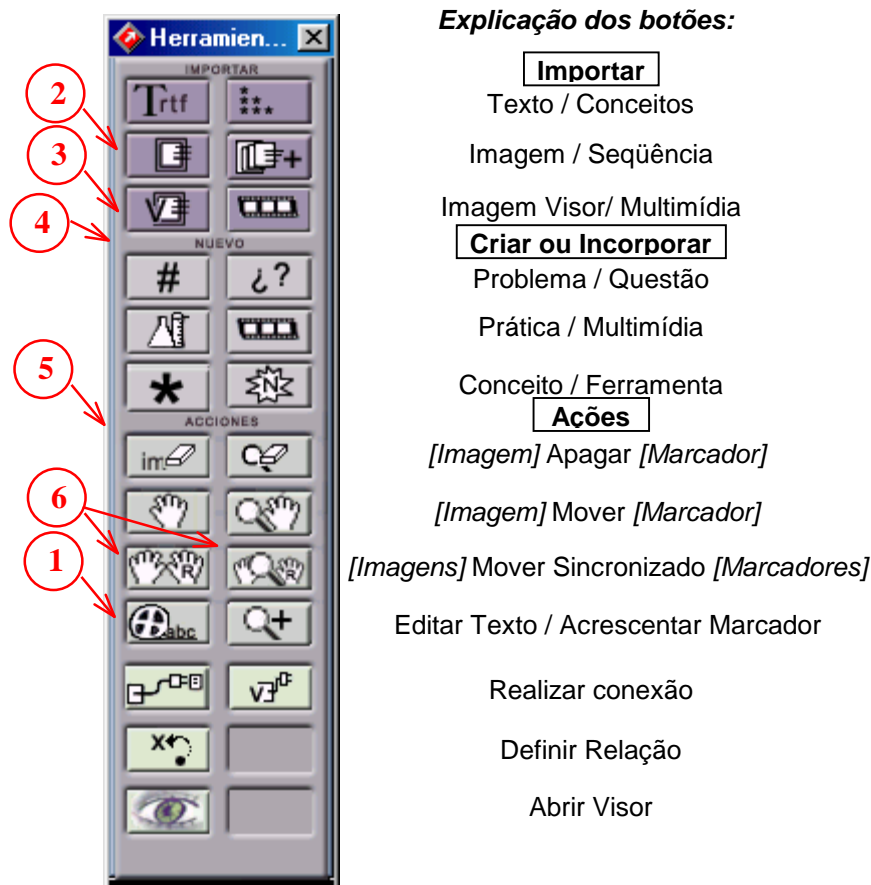 Explicação dos botões:
Herramien...
IMPORTAR
Importar
Trtf
Texto / Conceitos
2
Imagem / Seqüência
3
V
Imagem Visor/ Multimídia
4
NUEVO
Criar ou Incorporar
# ¿?
Problema / Questão
Prática / Multimídia
5
* N
Conceito / Ferramenta
ACCIONES
Ações
im
[Imagem] Apagar [Marcador]
6
[Imagem] Mover [Marcador]
1
R R
[Imagens] Mover Sincronizado [Marcadores]
abc +
Editar Texto / Acrescentar Marcador
V
Realizar conexão
X
Definir Relação
Abrir Visor